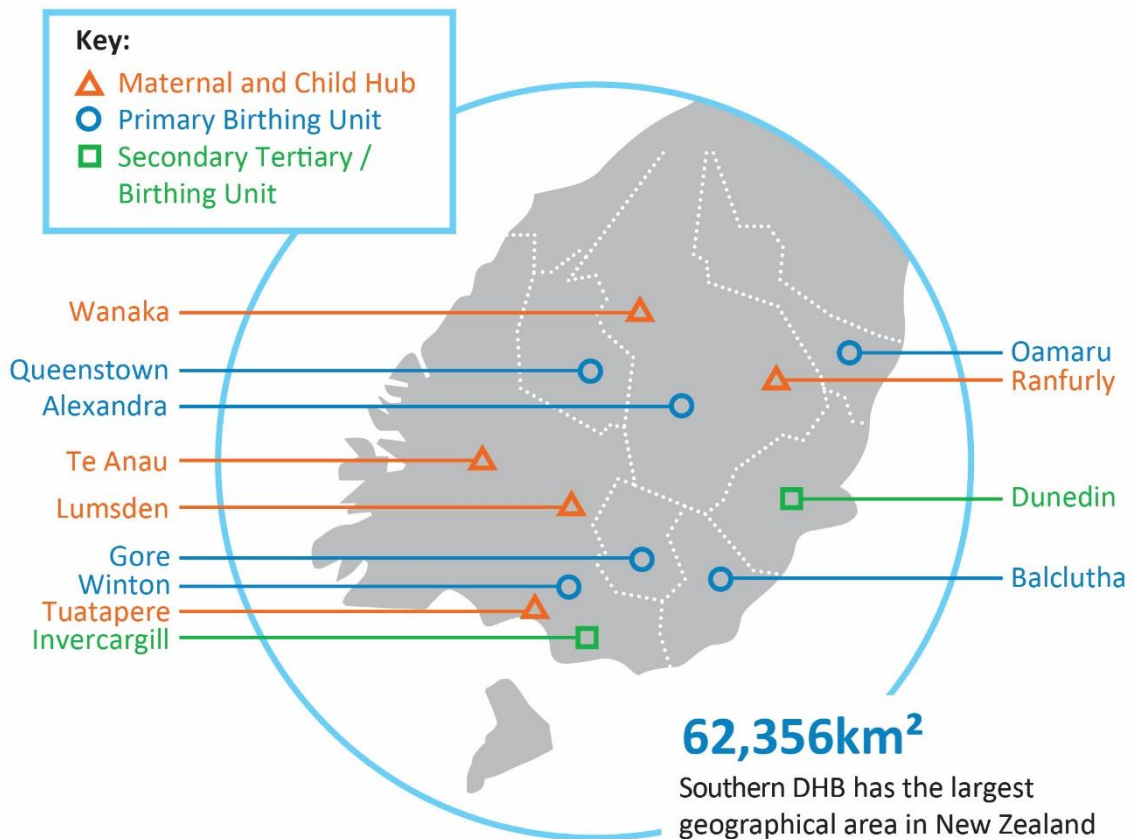 Key:
Maternal and Child Hub
Primary Birthing Unit
Secondary Tertiary /
Birthing Unit
Wanaka
Queenstown
Alexandra
Te Anau
Lumsden
Gore
Winton
Tuatapere
Invercargill
Oamaru
Ranfurly
Dunedin
Balclutha
62,356km²
Southern DHB has the largest
geographical area in New Zealand